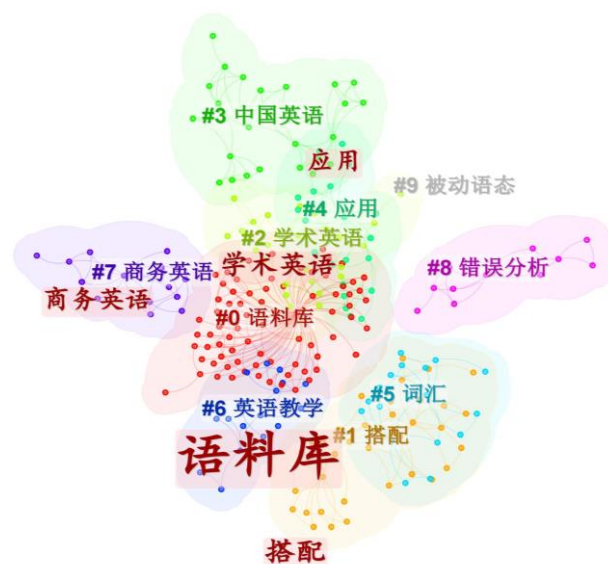 #3 中国英语
应用
#9 被动语态
#4 应用
#2 学术英语
学术英语
#7 商务英语
#8 错误分析
商务英语
#0 语料库
#5 词汇
#6 英语教学
#1 搭配
语料库
搭配